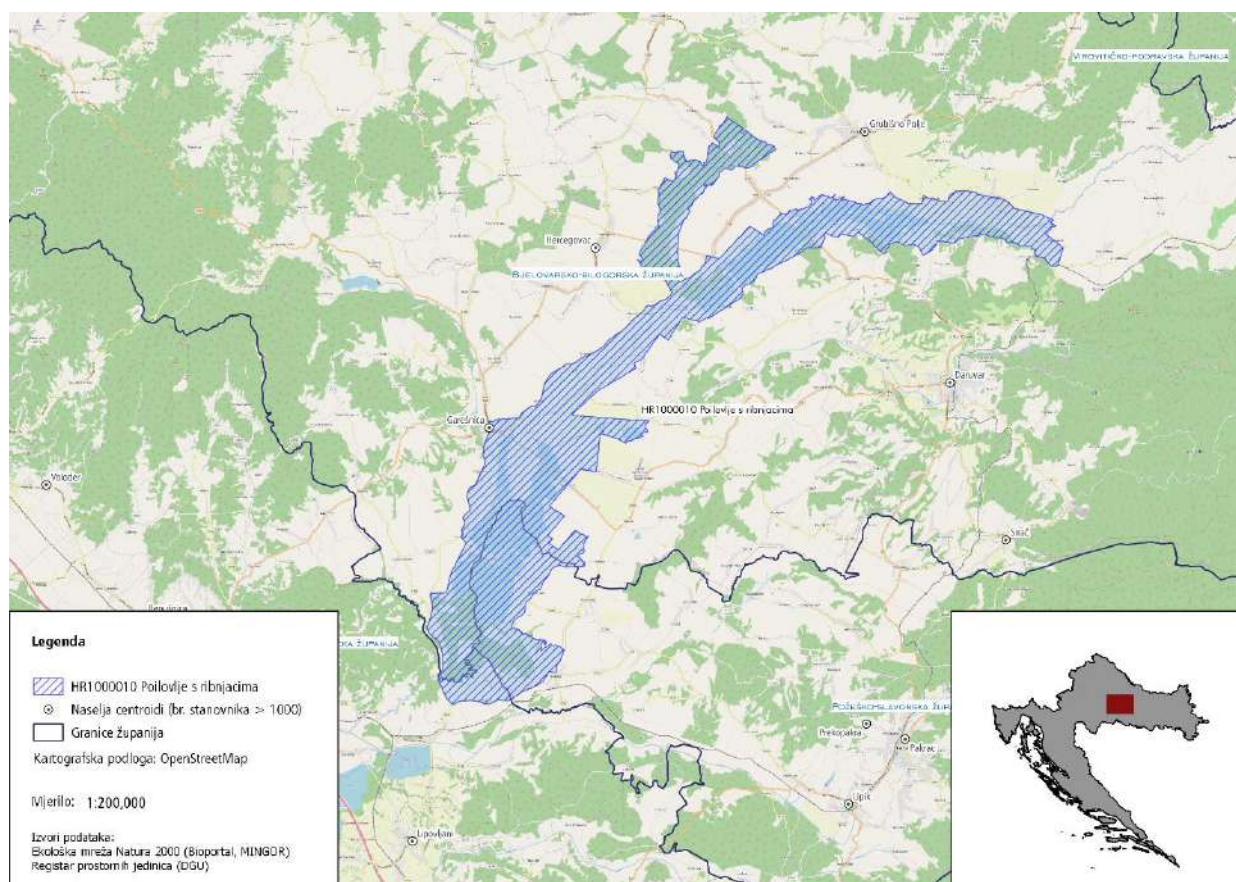 VIROVITIČKO-PODRAVSKA ŽUPANIJA
Grubišno Polje
Hercegovac
BJELOVARSKO-BILOGORSKA ŽUPANIJA
Daruvar
HR1000010 Poilovlje s ribnjacima
Garešnica
Voloder
Sirač
ŽUPANIJA
POŽEŠKO-SLAVONSKA ŽUP
Prekopakra
Pakrac
Lipik
Lipovljani
Legenda
HR1000010 Poilovlje s ribnjacima
Naselja centroidi (br. stanovnika > 1000)
Granice županija
Kartografska podloga: OpenStreetMap
Mjerilo: 1:200,000
Izvori podataka:
Ekološka mreža Natura 2000 (Bioportal, MINGOR)
Registar prostornih jedinica (DGU)